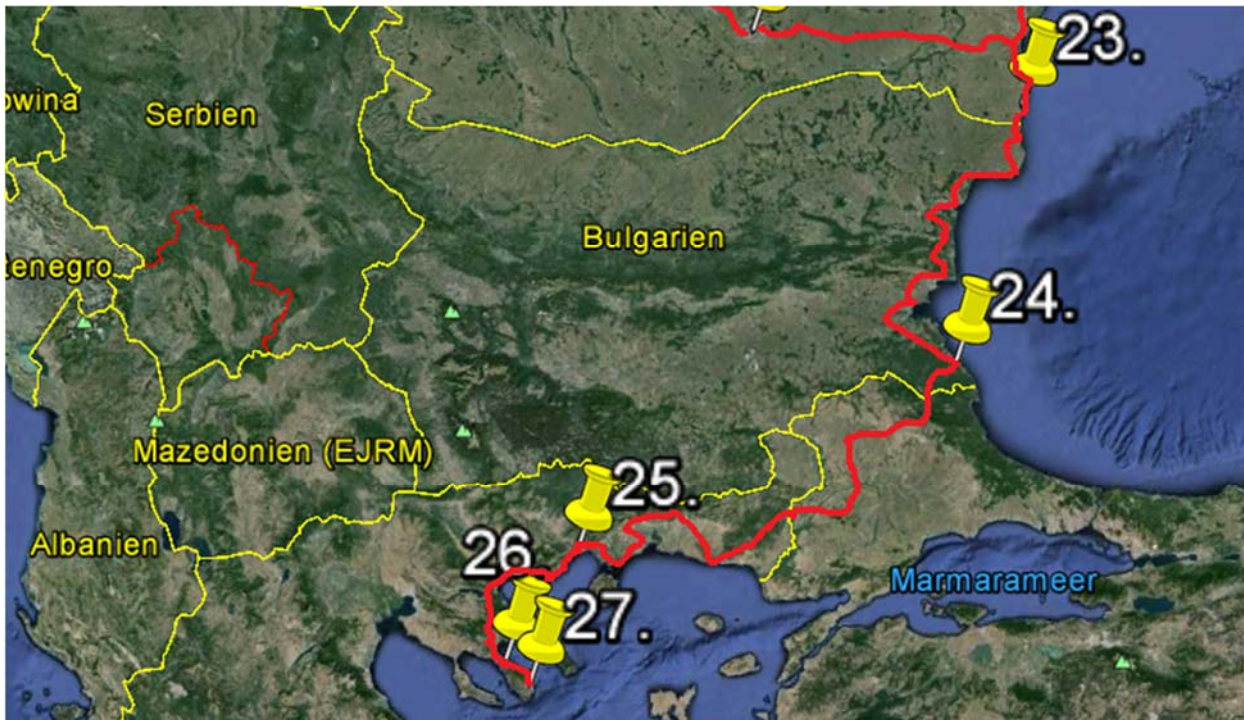 23.
owina
Serbien
Bulgarien
tenegro
24.
Mazedonien (EJRM)
25.
Albanien
26
Marmarameer
27.